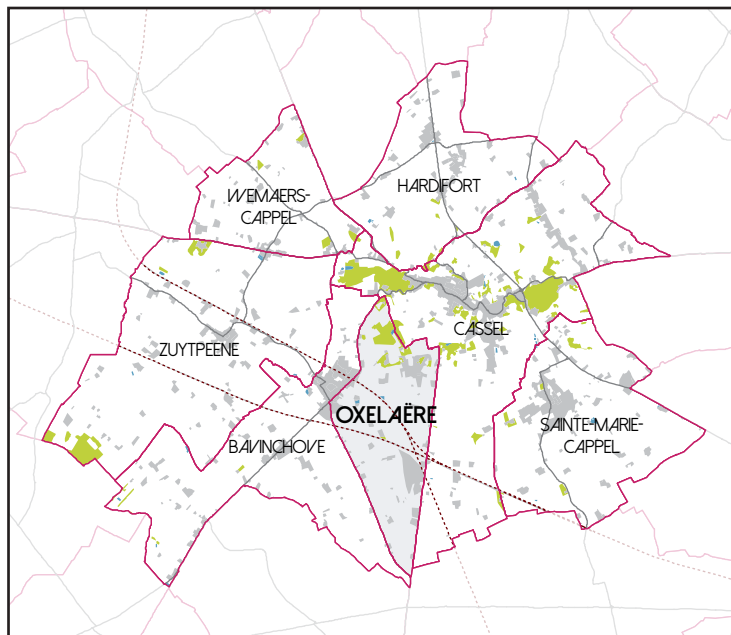 HARDIFORT
WEMAERS-
CAPPEL
CASSEL
ZUYTPEENE
OXELAËRE
SAINTE-MARIE-
CAPPEL
BAVINCHOVE